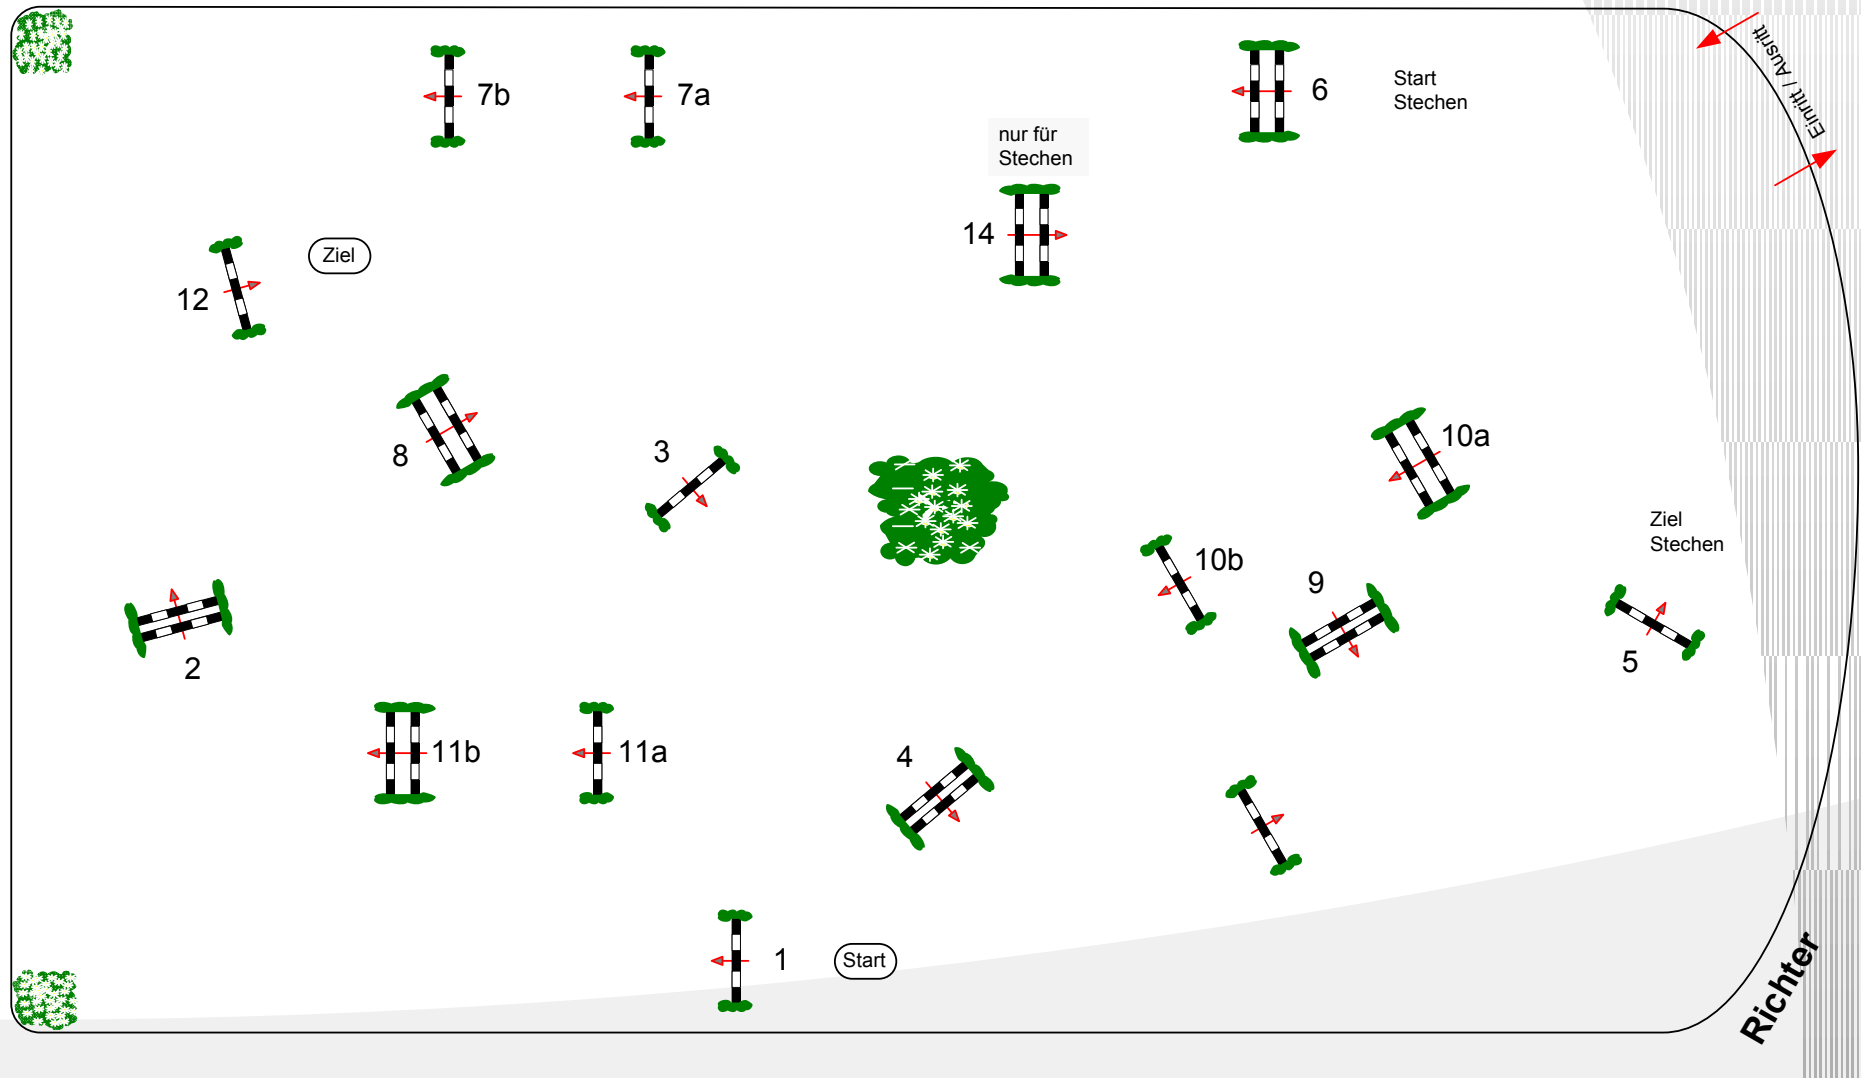 7b
7a
6
Start
Stechen
Einritt / Ausritt
nur für
Stechen
14
Ziel
12
8
3
10a
10b
9
Ziel
Stechen
5
2
11b
11a
4
1
Start
Richter